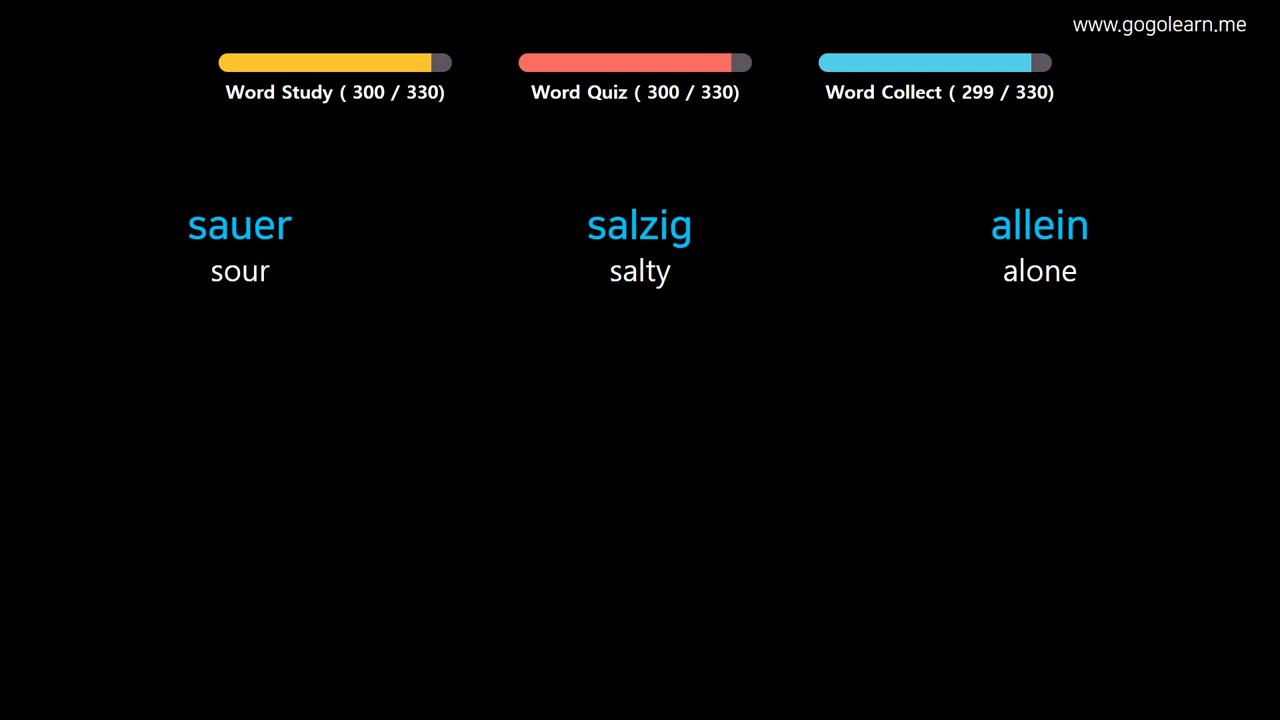 www.gogolearn.me
Word Study ( 300 / 330)
Word Quiz ( 300 / 330)
Word Collect ( 299 / 330)
sauer
sour
salzig
salty
allein
alone